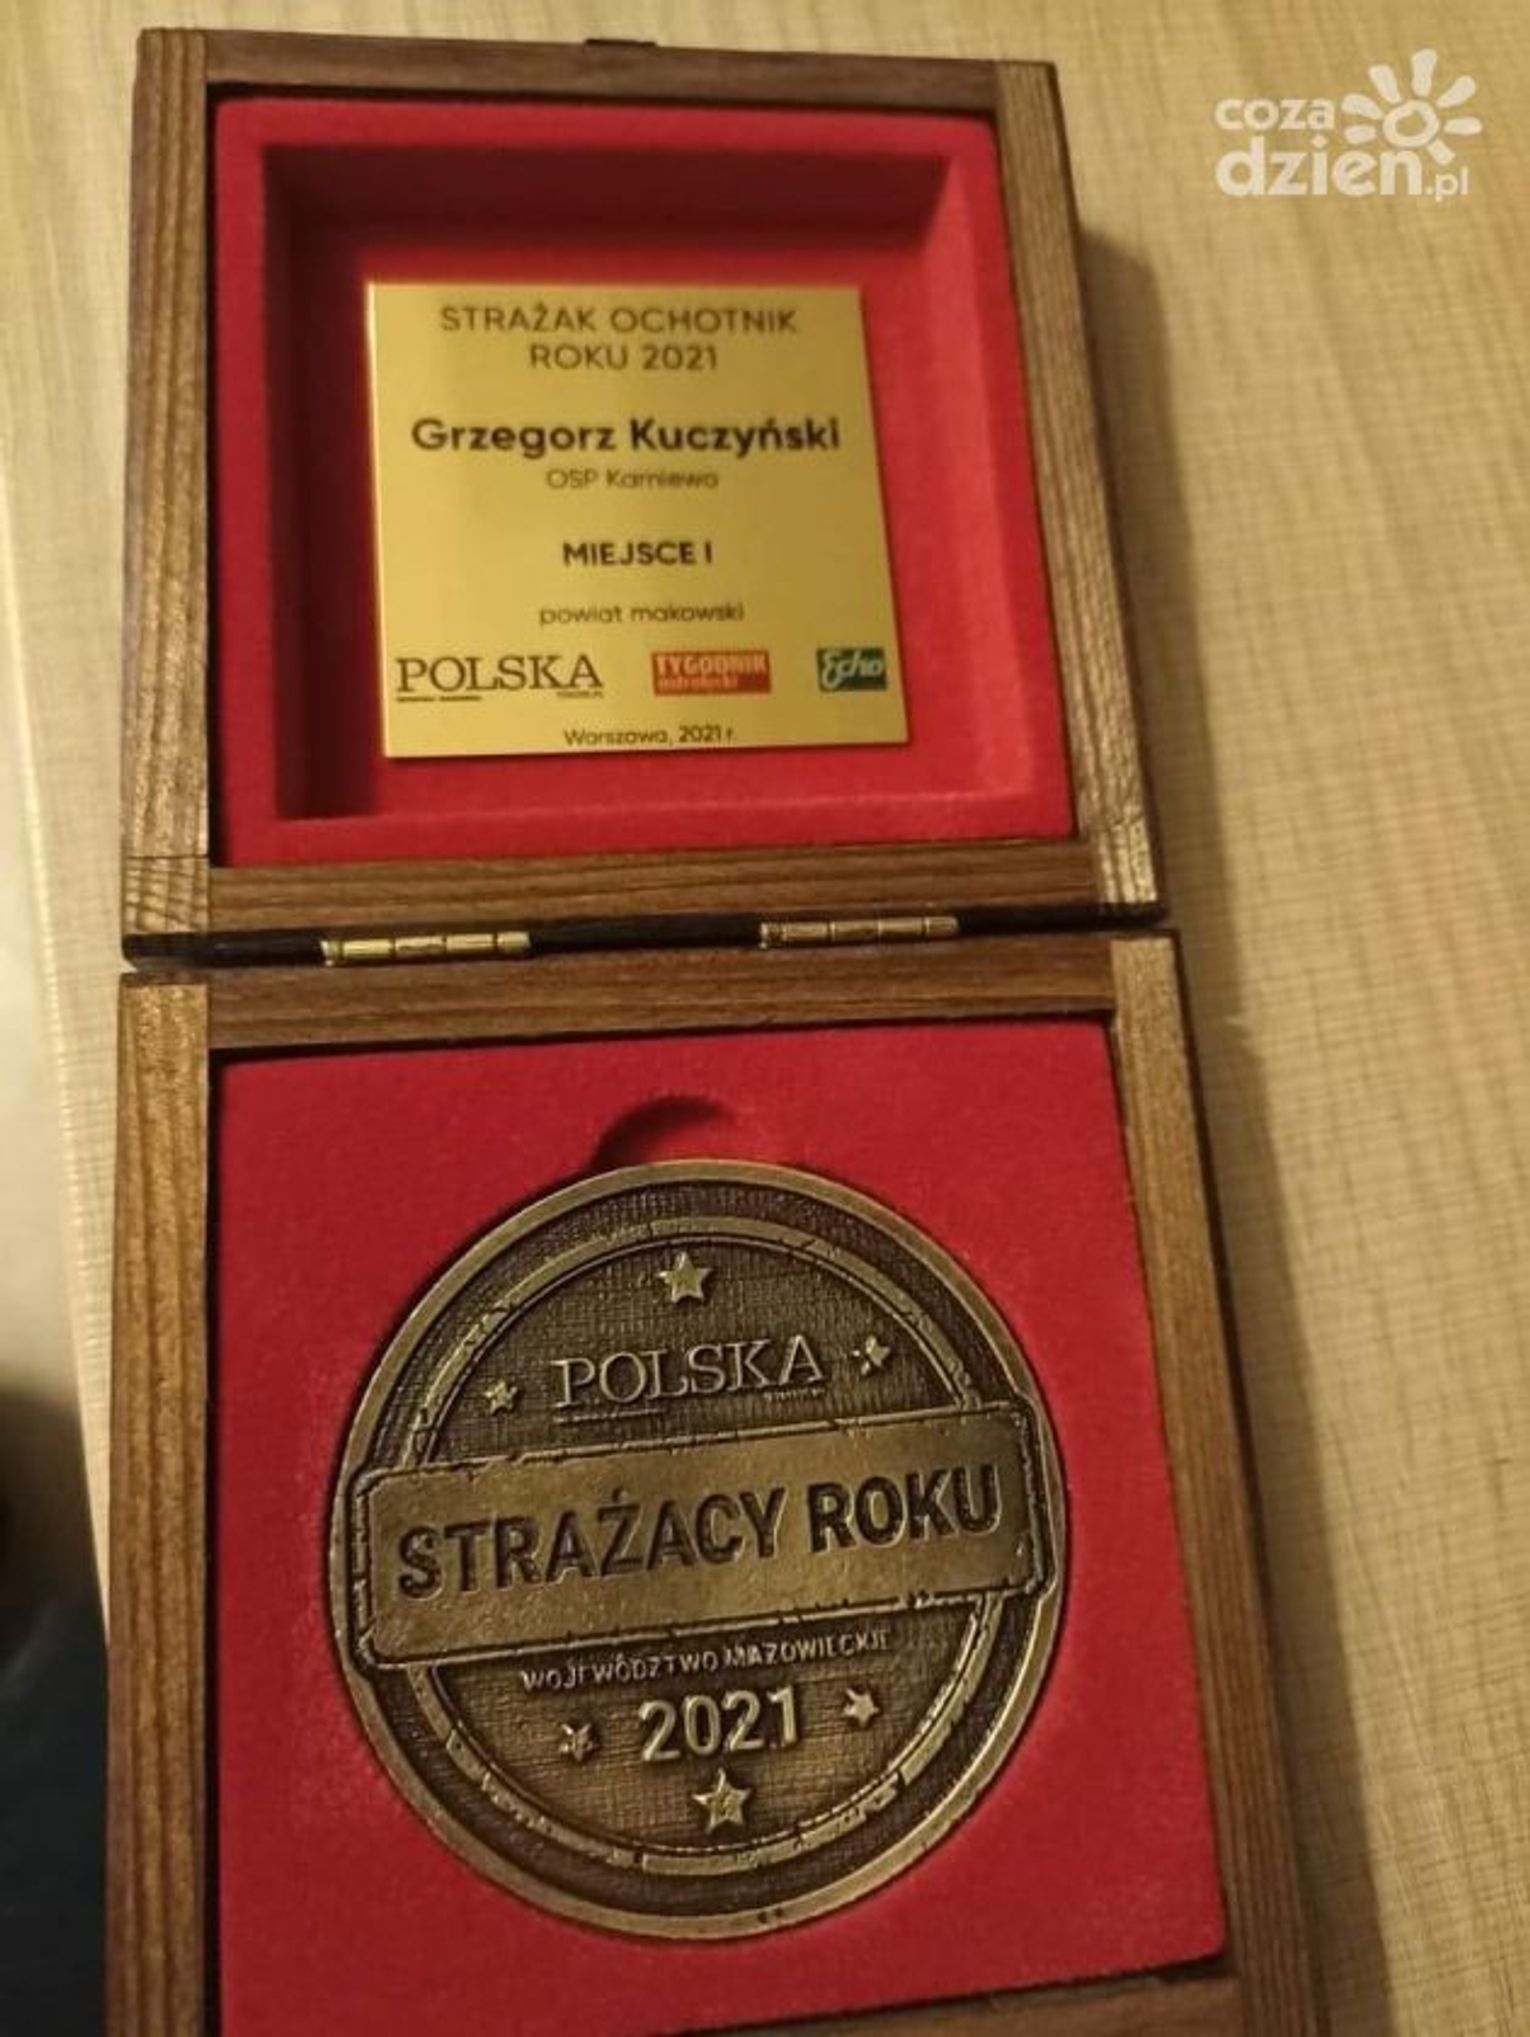 coza
dzien.pl
STRAŻAK OCHOTNIK
ROKU 2021
Grzegorz Kuczyński
OSP Karniewo
MIEJSCE I
powiat makowski
POLSKA
TYGODNIK
Echo
Warszawa, 2021 r.
POLSKA
STRAŻACY ROKU
WOJEWÓDZTWO MAZOWIECKIE
2021